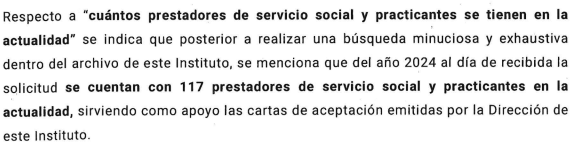 Respecto a “cuántos prestadores de servicio social y practicantes se tienen en la
actualidad” se indica que posterior a realizar una búsqueda minuciosa y exhaustiva
dentro del archivo de este Instituto, se menciona que del año 2024 al día de recibida la
solicitud se cuentan con 117 prestadores de servicio social y practicantes en la
actualidad, sirviendo como apoyo las cartas de aceptación emitidas por la Dirección de
este Instituto.